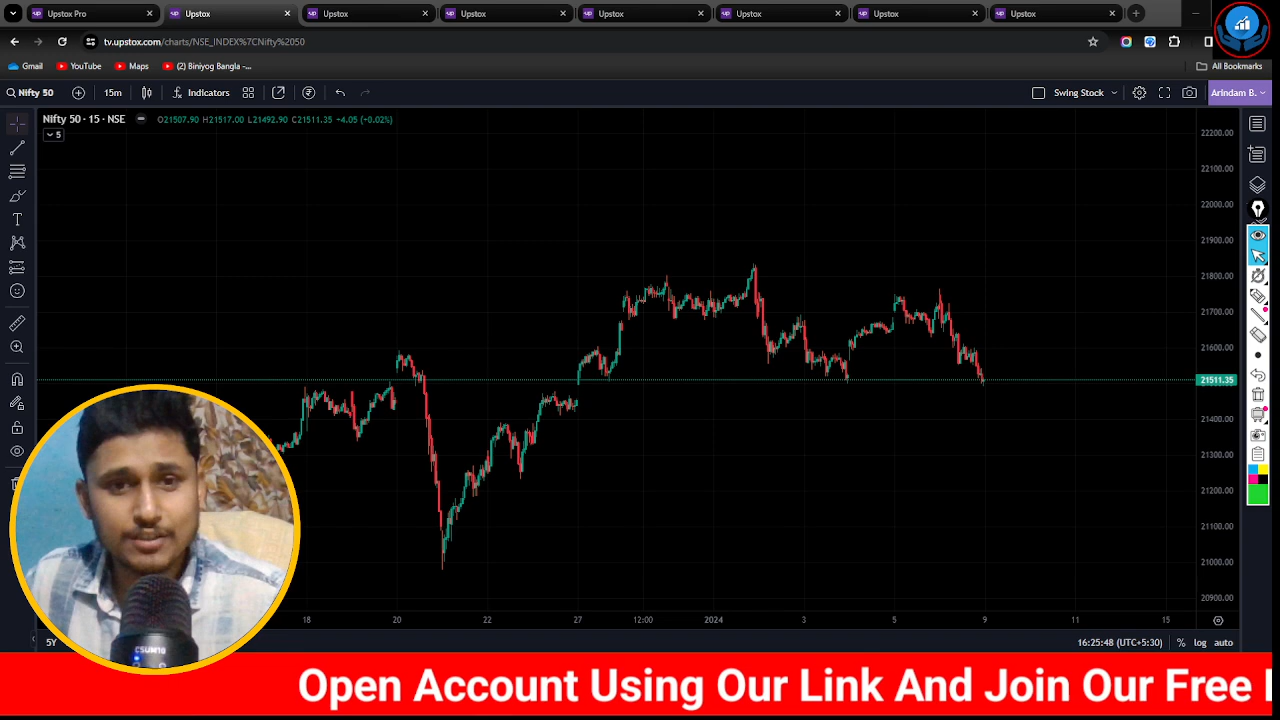 Upstox Pro
Upstox
Upstox
Upstox
Upstox
Upstox
Upstox
Upstox
tv.upstox.com/charts/NSE_INDEX%7CNifty%2050
Gmail
YouTube
Maps
(2) Biniyog Bangla -...
All Bookmarks
Nifty 50
15m
Indicators
Swing Stock
Arindam B.
Nifty 50 · 15 · NSE
O21507.90 H21517.00 L21492.90 C21511.35 +4.05 (+0.02%)
5
22200.00
22100.00
22000.00
21900.00
21800.00
21700.00
21600.00
21511.35
21400.00
21300.00
21200.00
21100.00
21000.00
20900.00
18
20
22
27
12:00
2024
3
5
9
11
15
5Y
16:25:48 (UTC+5:30)
%
log
auto
Open Account Using Our Link And Join Our Free